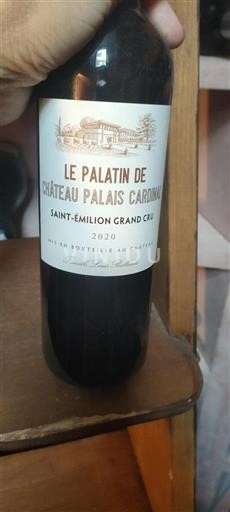 LE PALATIN DE
CHÂTEAU PALAIS CARDINAL
SAINT-ÉMILION GRAND CRU
2020
MIS EN BOUTEILLE AU CHÂTEAU